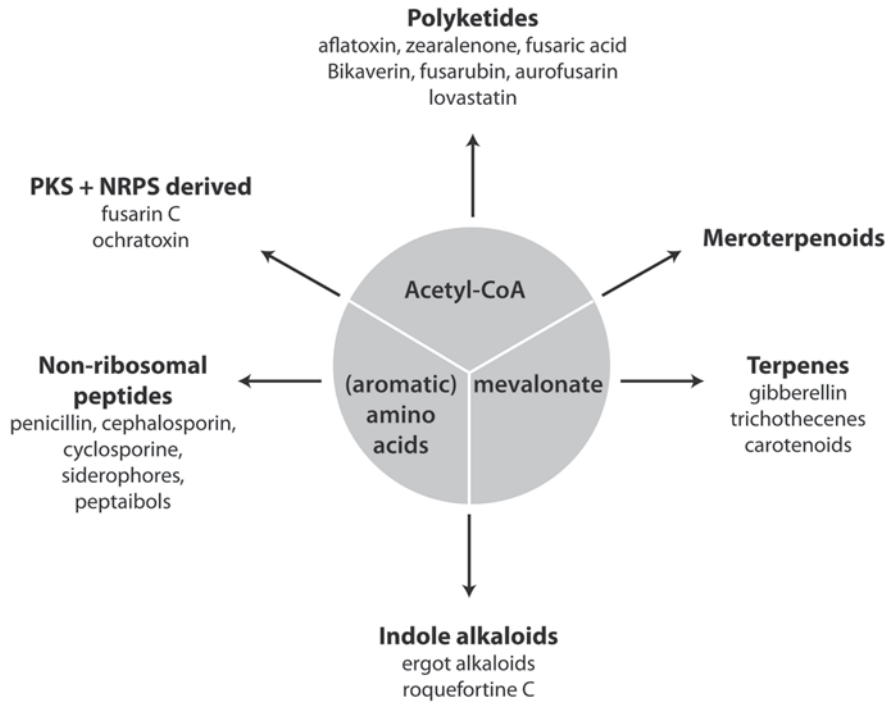 Polyketides
aflatoxin, zearalenone, fusaric acid
Bikaverin, fusarubin, aurofusarin
lovastatin
PKS + NRPS derived
fusarin C
ochratoxin
Meroterpenoids
Acetyl-CoA
Non-ribosomal
peptides
penicillin, cephalosporin,
cyclosporine,
siderophores,
peptaibols
(aromatic)
amino
acids
mevalonate
Terpenes
gibberellin
trichothecenes
carotenoids
Indole alkaloids
ergot alkaloids
roquefortine C